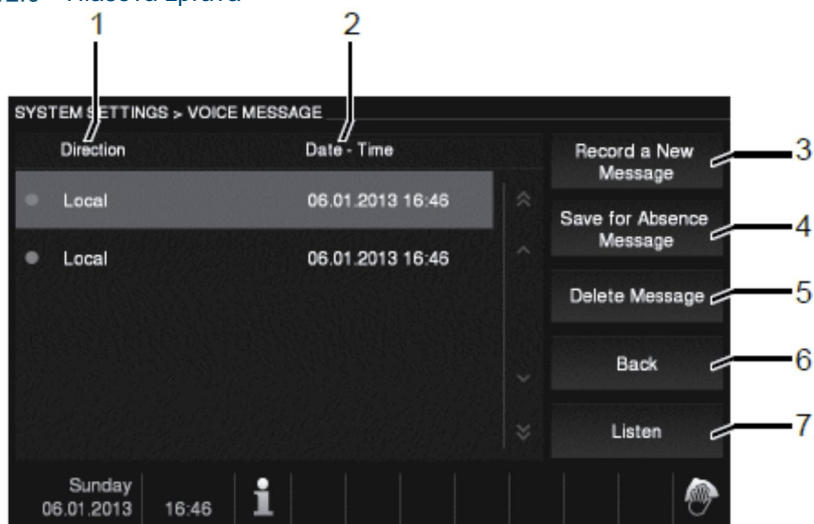 Hlasová zpráva
1
2
SYSTEM SETTINGS > VOICE MESSAGE
Direction
Date - Time
Local
06.01.2013 16:46
Local
06.01.2013 16:46
Record a New
Message
3
Save for Absence
Message
4
Delete Message
5
Back
6
Listen
7
Sunday
06.01.2013
16:46
i